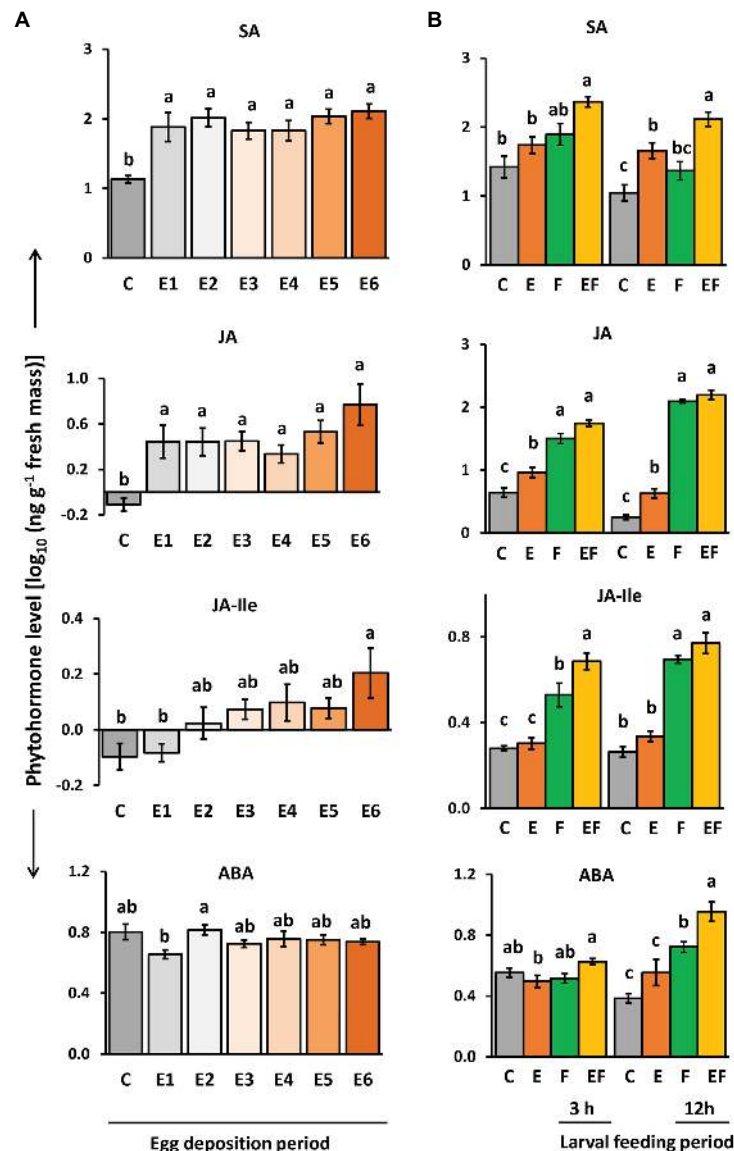 A
B
Phytohormone level [log₁₀ (ng g⁻¹ fresh mass)]
SA
3
2
1
0
b a a a a a a
C E1 E2 E3 E4 E5 E6
JA
1.0
0.6
0.2
-0.2
b a a a a a a
C E1 E2 E3 E4 E5 E6
JA-Ile
0.4
0.2
0.0
-0.2
b b ab ab ab ab a
C E1 E2 E3 E4 E5 E6
ABA
1.2
0.8
0.4
0.0
ab b a ab ab ab ab
C E1 E2 E3 E4 E5 E6
Egg deposition period
SA
3
2
1
0
b b ab a c b bc a
C E F EF C E F EF
JA
3
2
1
0
c b a a c b a a
C E F EF C E F EF
JA-Ile
0.8
0.4
0.0
c c b a b b a a
C E F EF C E F EF
ABA
1.2
0.8
0.4
0.0
ab b ab a c c b a
C E F EF C E F EF
3 h 12h
Larval feeding period